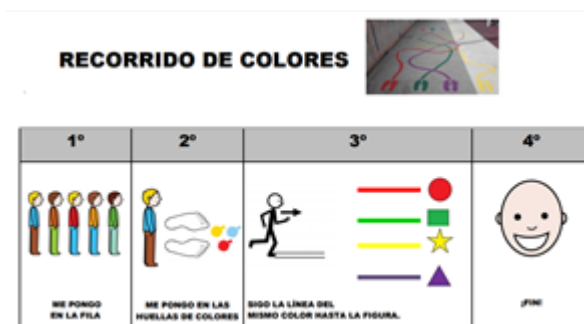 RECORRIDO DE COLORES
1º
2º
3º
4º
ME PONGO
EN LA FILA
ME PONGO EN LAS
HUELLAS DE COLORES
SIGO LA LÍNEA DEL
MISMO COLOR HASTA LA FIGURA.
¡FIN!